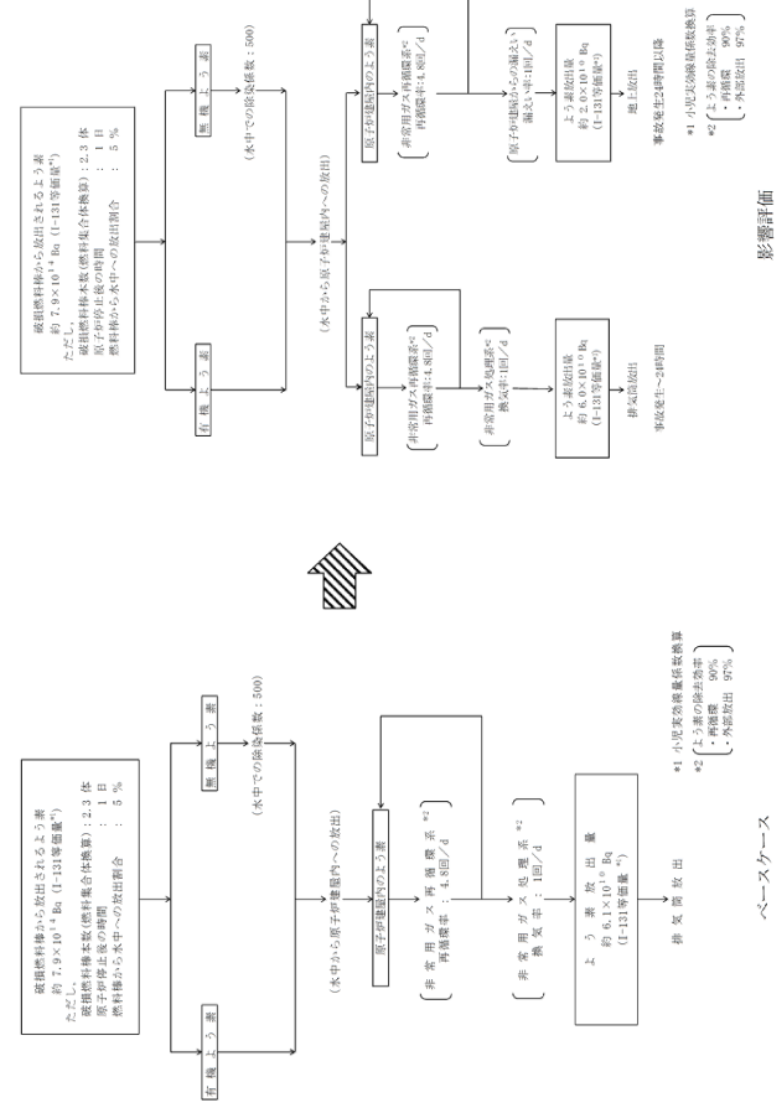 破損燃料棒から放出されるよう素
約 7.9×10¹⁴ Bq (I-131等価量*¹)
ただし,
破損燃料棒本数(燃料集合体換算):2.3 体
原子炉停止後の時間 : 1 日
燃料棒から水中への放出割合 : 5 %
有 機 よ う 素
無 機 よ う 素
(水中での除染係数:500)
(水中から原子炉建屋内への放出)
原子炉建屋内のよう素
非 常 用 ガ ス 再 循 環 系 *²
再循環率 : 4.8回/d
非 常 用 ガ ス 処 理 系 *²
換 気 率 : 1回/d
よ う 素 放 出 量
約 6.1×10¹⁰ Bq
(I-131等価量*¹)
排 気 筒 放 出
*1 小児実効線量係数換算
*2 よう素の除去効率
・再循環 90%
・外部放出 97%
ベースケース
破損燃料棒から放出されるよう素
約 7.9×10¹⁴ Bq (I-131等価量*¹)
ただし,
破損燃料棒本数(燃料集合体換算):2.3 体
原子炉停止後の時間 : 1 日
燃料棒から水中への放出割合 : 5 %
有 機 よ う 素
無 機 よ う 素
(水中での除染係数:500)
(水中から原子炉建屋内への放出)
原子炉建屋内のよう素
非常用ガス再循環系*²
再循環率:4.8回/d
非常用ガス処理系*²
換気率:1回/d
よう素放出量
約 6.0×10¹⁰ Bq
(I-131等価量*¹)
排気筒放出
事故発生~24時間
原子炉建屋内のよう素
非常用ガス再循環系*²
再循環率:4.8回/d
原子炉建屋からの漏えい
漏えい率:1回/d
よう素放出量
約 2.0×10¹⁰ Bq
(I-131等価量*¹)
地上放出
事故発生24時間以降
*1 小児実効線量係数換算
*2 よう素の除去効率
・再循環 90%
・外部放出 97%
影響評価